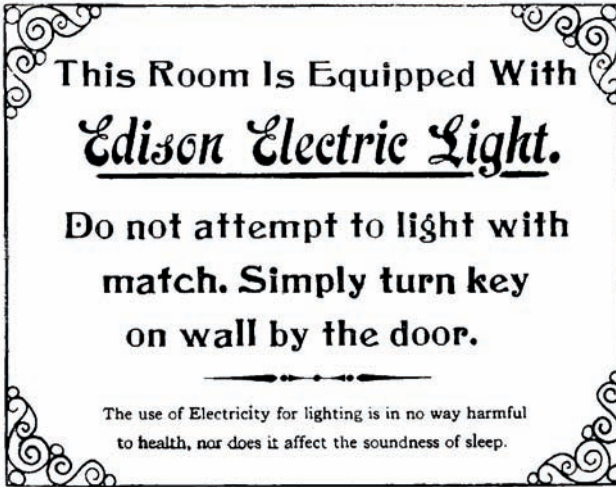 This Room Is Equipped With
Edison Electric Light.
Do not attempt to light with
match. Simply turn key
on wall by the door.
The use of Electricity for lighting is in no way harmful
to health, nor does it affect the soundness of sleep.